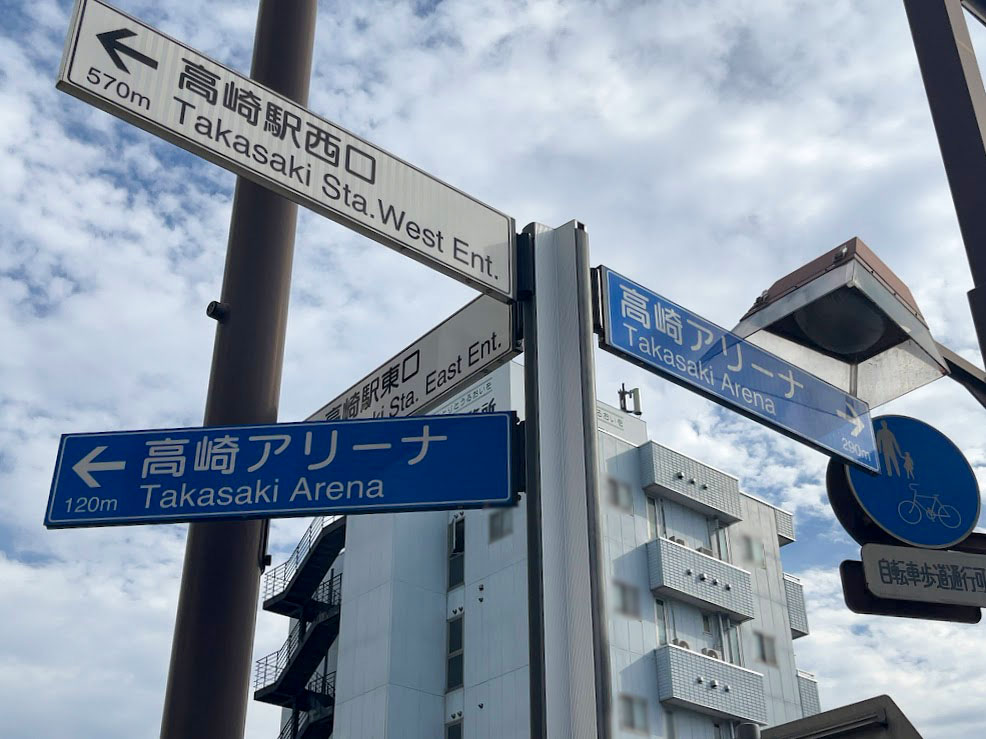 570m
高崎駅西口
Takasaki Sta. West Ent.
高崎駅東口
Sta. East Ent.
高崎アリーナ
120m
Takasaki Arena
高崎アリーナ
Takasaki Arena
290m
自転車歩道通行可